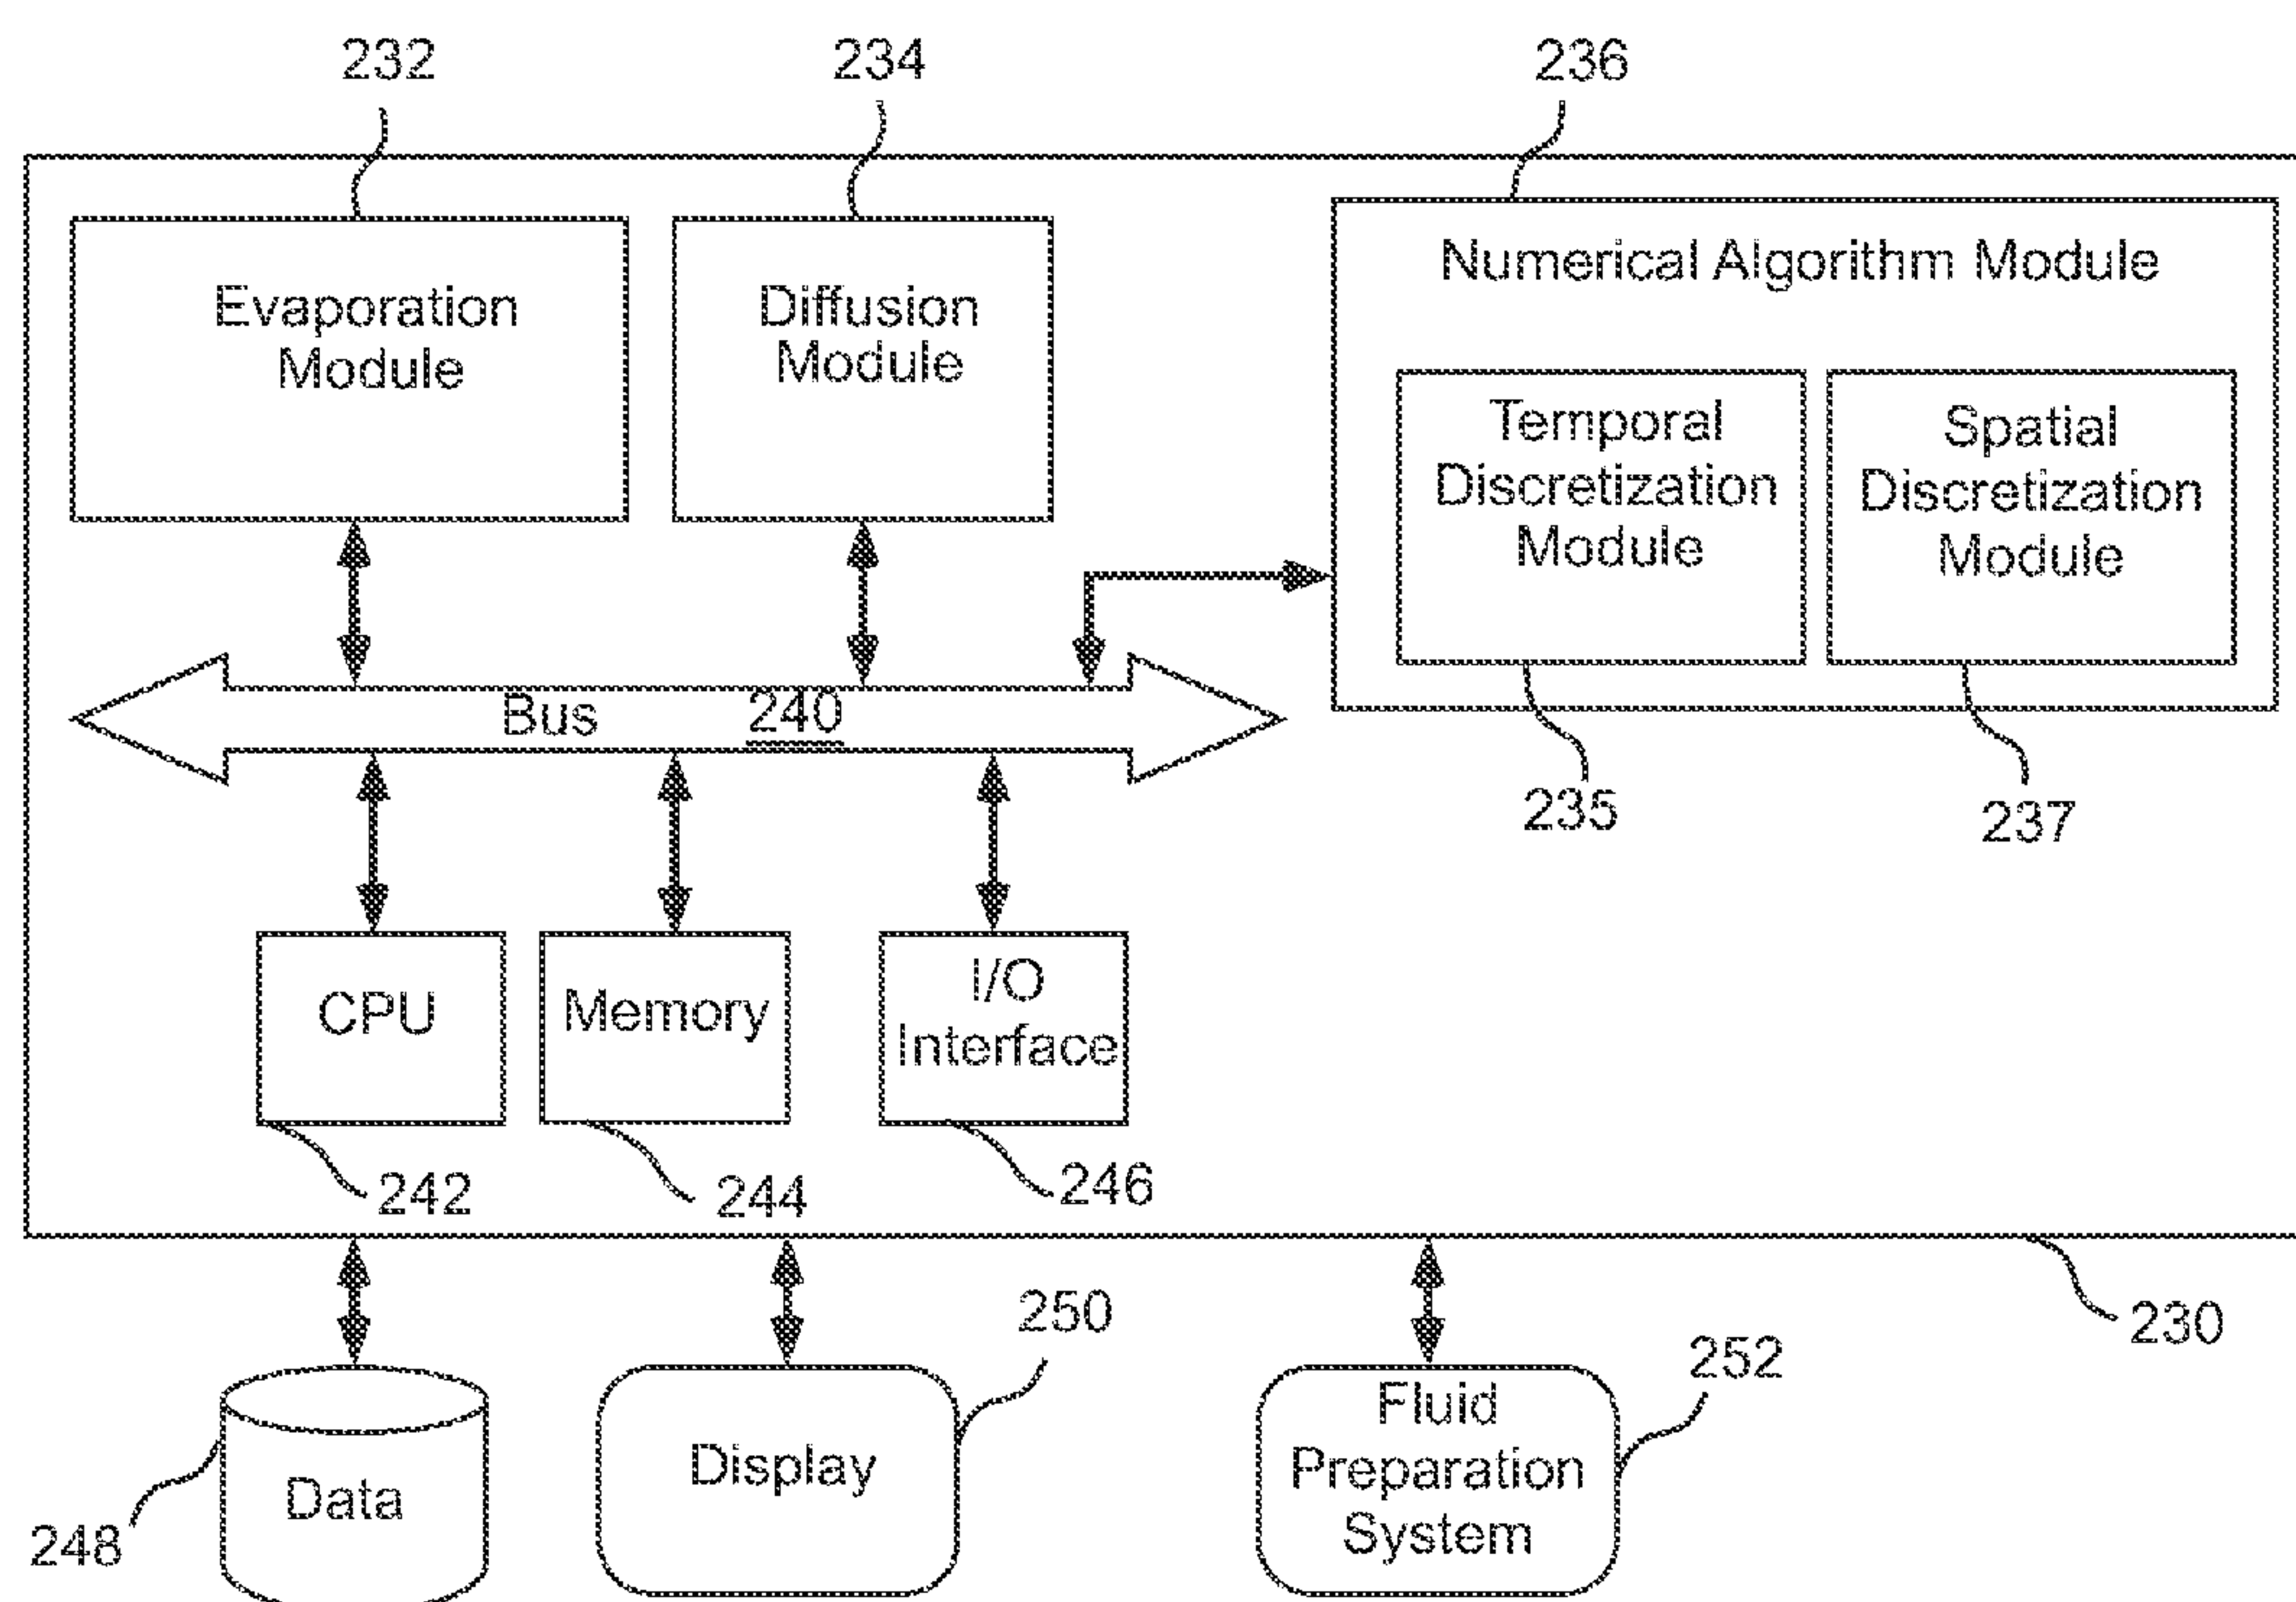 232
234
236
Evaporation
Module
Diffusion
Module
Numerical Algorithm Module
Temporal
Discretization
Module
Spatial
Discretization
Module
Bus 240
235
237
CPU
Memory
I/O
Interface
242
244
246
230
248
Data
250
Display
252
Fluid
Preparation
System